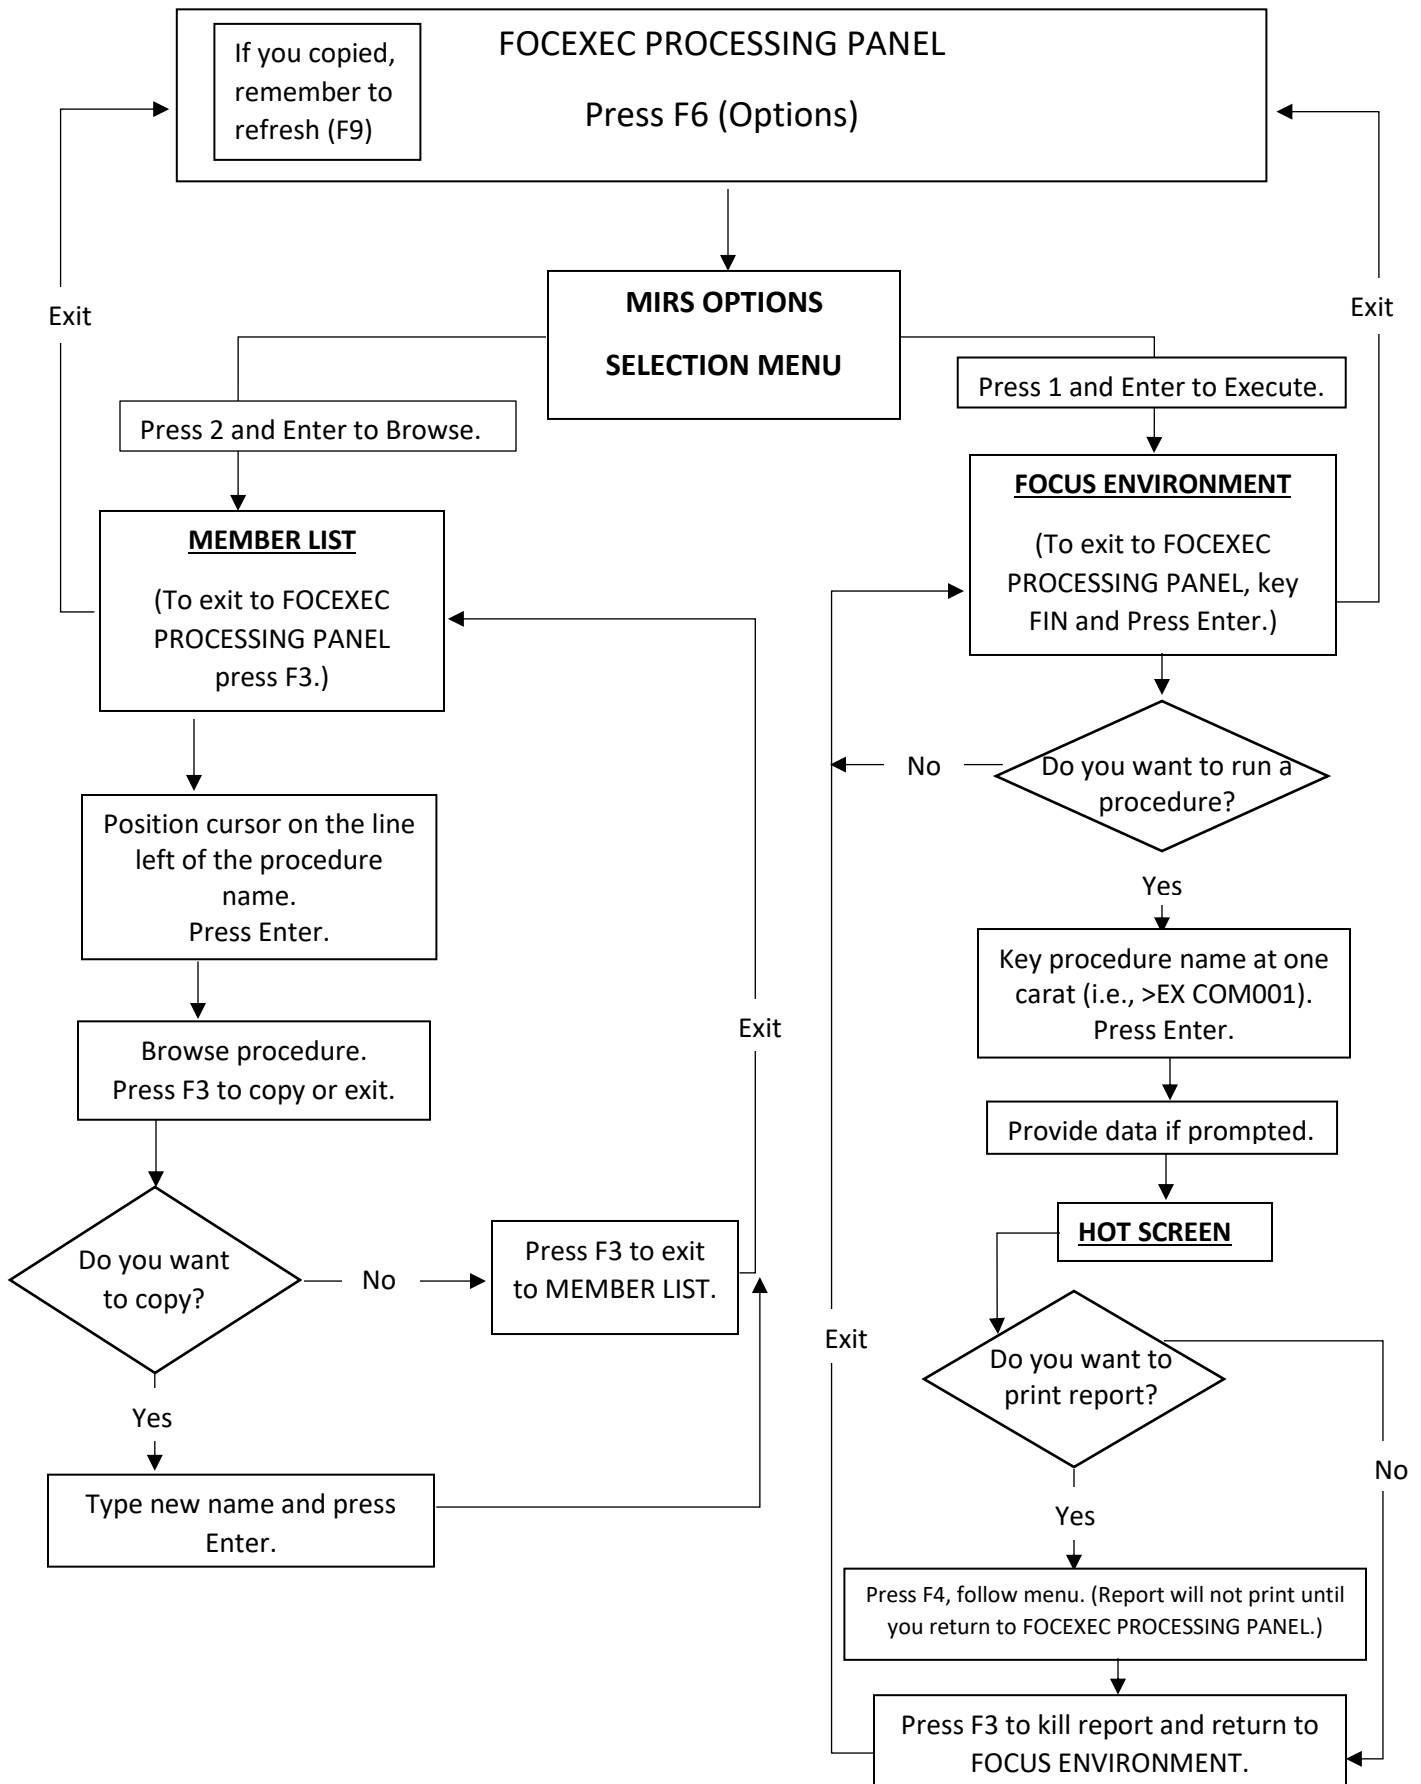 If you copied,
remember to
refresh (F9)
FOCEXEC PROCESSING PANEL
Press F6 (Options)
Exit
Exit
MIRS OPTIONS
SELECTION MENU
Press 2 and Enter to Browse.
Press 1 and Enter to Execute.
MEMBER LIST
(To exit to FOCEXEC
PROCESSING PANEL
press F3.)
FOCUS ENVIRONMENT
(To exit to FOCEXEC
PROCESSING PANEL, key
FIN and Press Enter.)
Position cursor on the line
left of the procedure
name.
Press Enter.
No
Do you want to run a
procedure?
Yes
Browse procedure.
Press F3 to copy or exit.
Exit
Key procedure name at one
carat (i.e., >EX COM001).
Press Enter.
Provide data if prompted.
HOT SCREEN
Do you want
to copy?
No
Press F3 to exit
to MEMBER LIST.
Exit
Do you want to
print report?
No
Yes
Type new name and press
Enter.
Yes
Press F4, follow menu. (Report will not print until
you return to FOCEXEC PROCESSING PANEL.)
Press F3 to kill report and return to
FOCUS ENVIRONMENT.